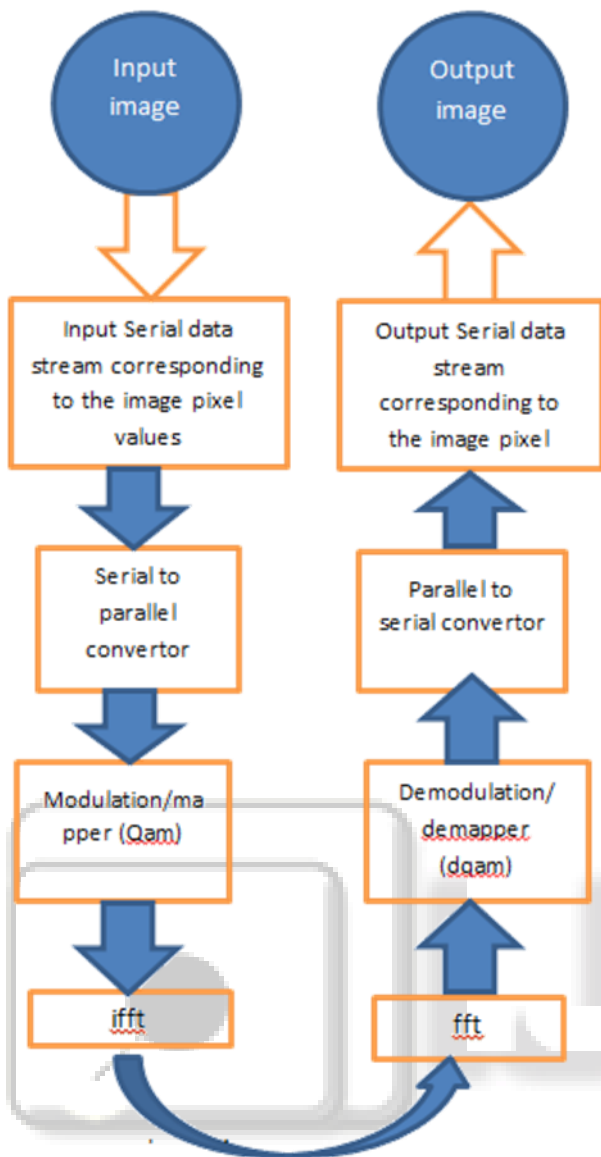 Input
image
Input Serial data
stream corresponding
to the image pixel
values
Serial to
parallel
convertor
Modulation/ma
pper (Qam)
ifft
Output
image
Output Serial data
stream
corresponding to
the image pixel
Parallel to
serial convertor
Demodulation/
demapper
(dqam)
fft